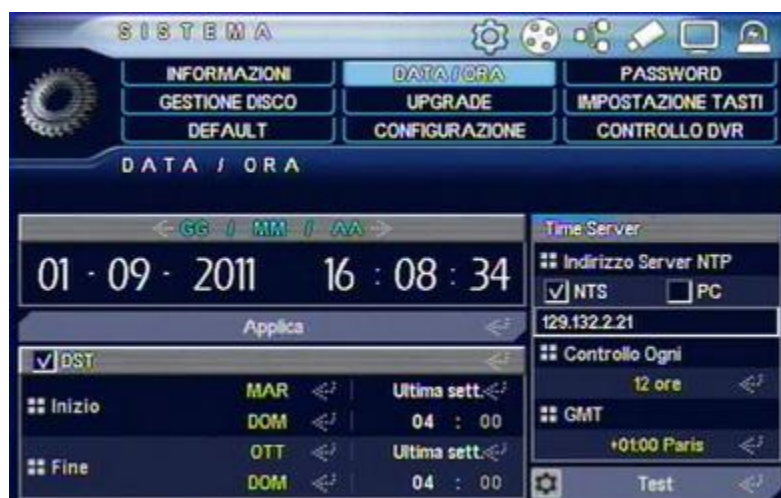 SISTEMA
INFORMAZIONI DATA / ORA PASSWORD
GESTIONE DISCO UPGRADE IMPOSTAZIONE TASTI
DEFAULT CONFIGURAZIONE CONTROLLO DVR
DATA / ORA
GG / MM / AA
01 - 09 - 2011 16 : 08 : 34
Applica
DST
Inizio
MAR Ultima sett.
DOM 04 : 00
Fine
OTT Ultima sett.
DOM 04 : 00
Time Server
Indirizzo Server NTP
NTS PC
129.132.2.21
Controllo Ogni
12 ore
GMT
+01:00 Paris
Test